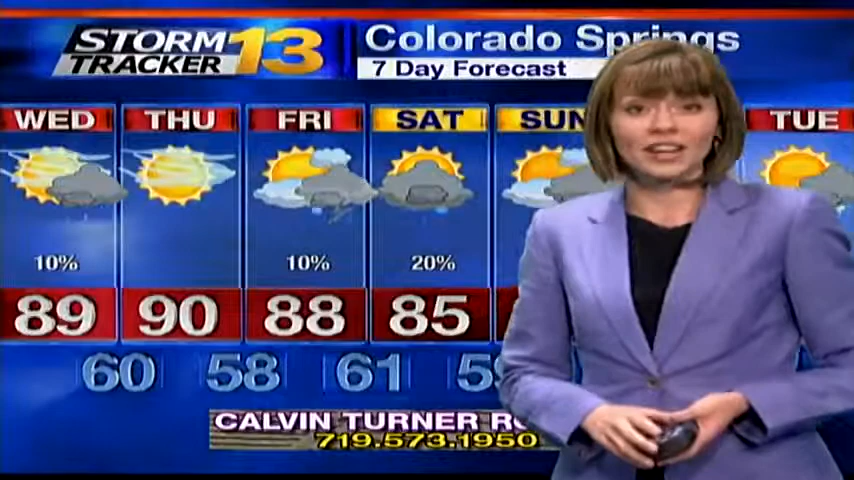 STORM
TRACKER 13
Colorado Springs
7 Day Forecast
WED THU FRI SAT SUN TUE
10% 10% 20%
89 90 88 85
60 58 61
CALVIN TURNER
719.573.1950